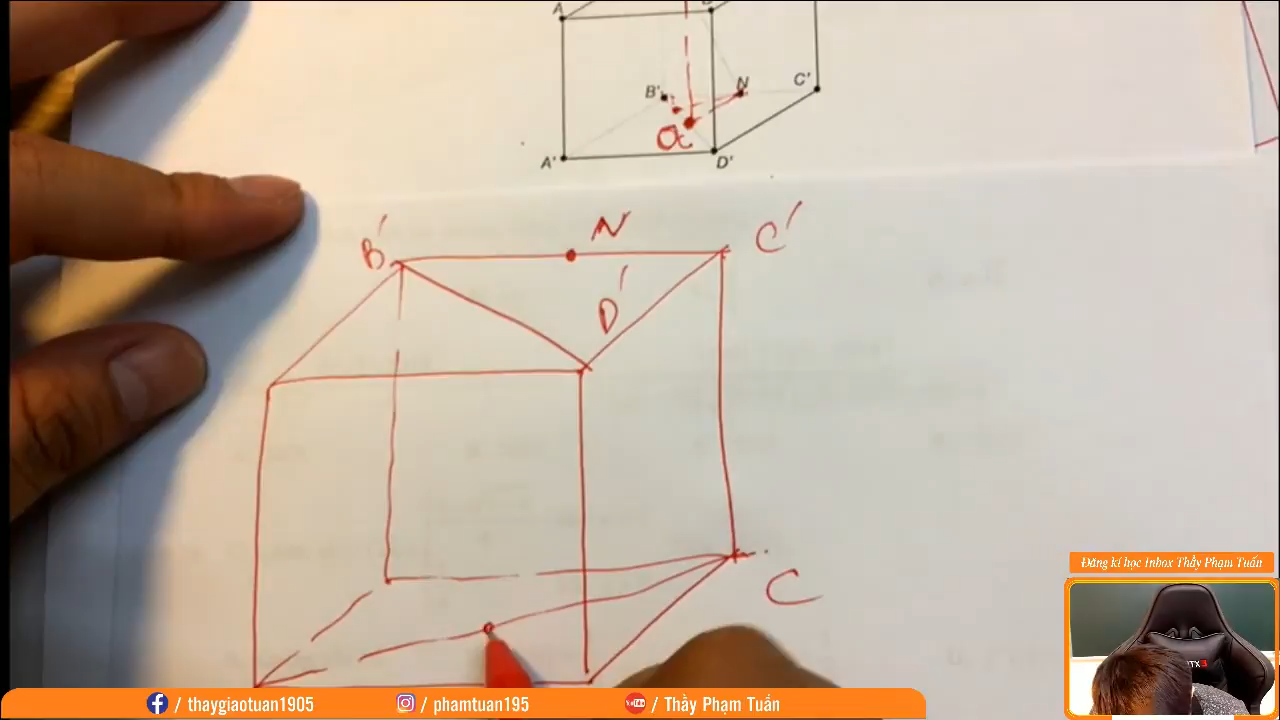 A
B'
N
C'
α
A'
D'
B'
N
C'
D'
C
Đăng kí học Inbox Thầy Phạm Tuấn
/ thaygiaotuan1905
/ phamtuan195
/ Thầy Phạm Tuấn